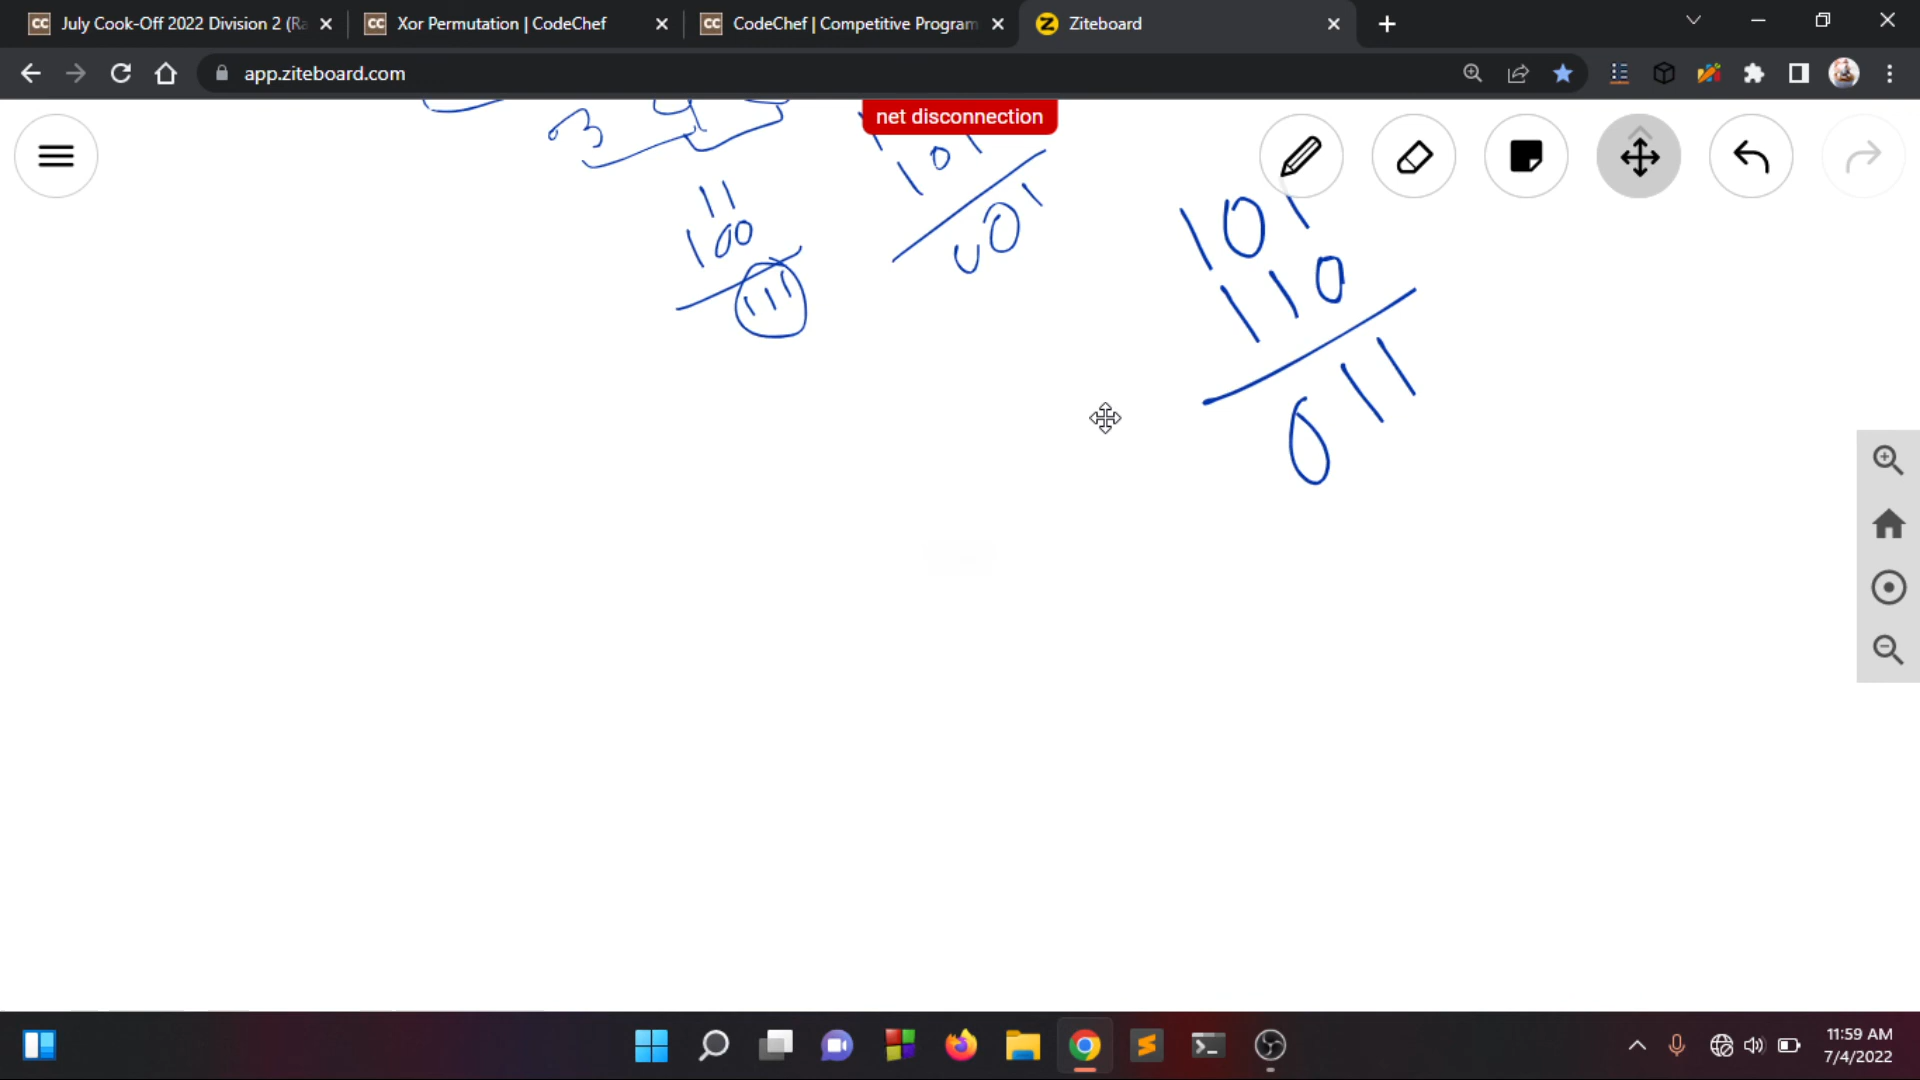 July Cook-Off 2022 Division 2 (Ra
Xor Permutation | CodeChef
CodeChef | Competitive Program
Ziteboard
app.ziteboard.com
net disconnection
3
11
100
111
101
001
101
110
011
11:59 AM
7/4/2022